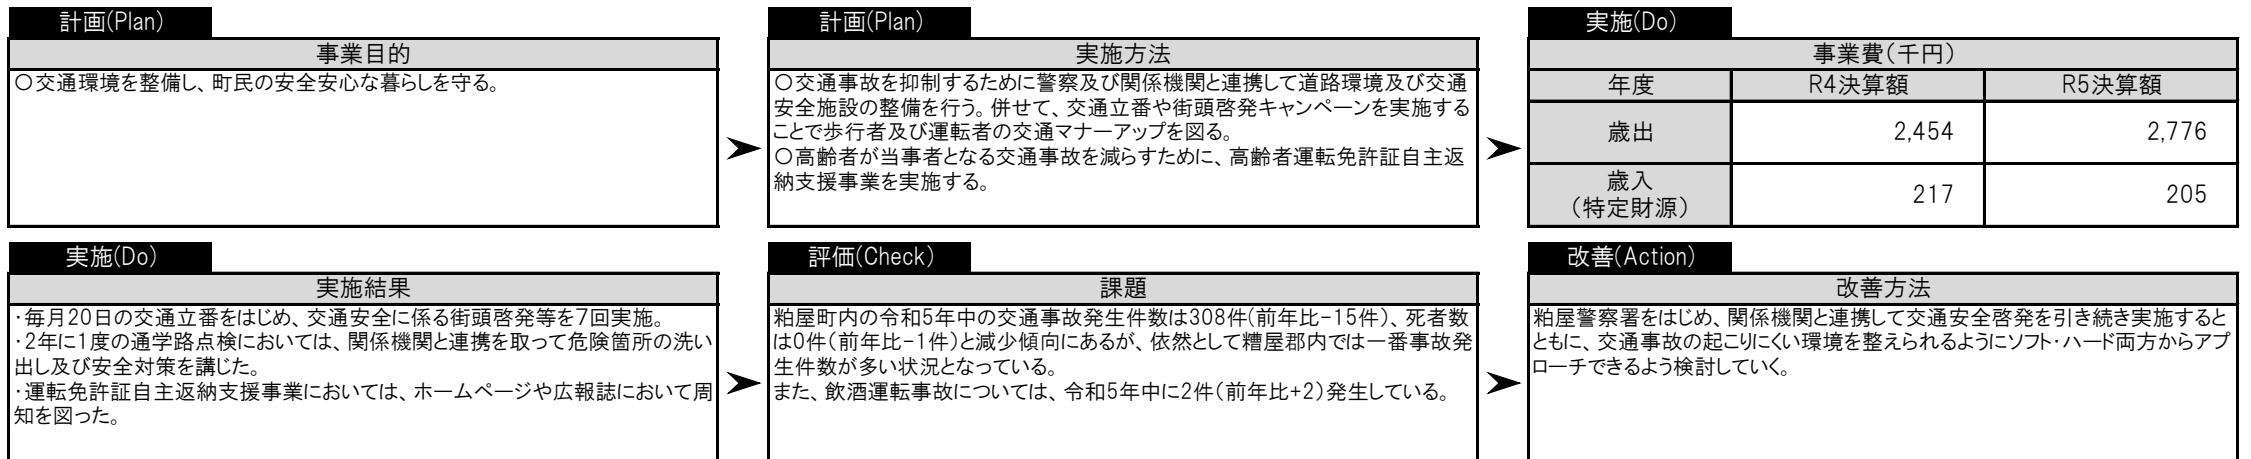 計画(Plan)
事業目的
○交通環境を整備し、町民の安全安心な暮らしを守る。
計画(Plan)
実施方法
○交通事故を抑制するために警察及び関係機関と連携して道路環境及び交通
安全施設の整備を行う。併せて、交通立番や街頭啓発キャンペーンを実施する
ことで歩行者及び運転者の交通マナーアップを図る。
○高齢者が当事者となる交通事故を減らすために、高齢者運転免許証自主返
納支援事業を実施する。
実施(Do)
事業費(千円)
年度 R4決算額 R5決算額
歳出 2,454 2,776
歳入
(特定財源) 217 205
実施(Do)
実施結果
・毎月20日の交通立番をはじめ、交通安全に係る街頭啓発等を7回実施。
・2年に1度の通学路点検においては、関係機関と連携を取って危険箇所の洗い
出し及び安全対策を講じた。
・運転免許証自主返納支援事業においては、ホームページや広報誌において周
知を図った。
評価(Check)
課題
粕屋町内の令和5年中の交通事故発生件数は308件(前年比-15件)、死者数
は0件(前年比-1件)と減少傾向にあるが、依然として糟屋郡内では一番事故発
生件数が多い状況となっている。
また、飲酒運転事故については、令和5年中に2件(前年比+2)発生している。
改善(Action)
改善方法
粕屋警察署をはじめ、関係機関と連携して交通安全啓発を引き続き実施すると
ともに、交通事故の起こりにくい環境を整えられるようにソフト・ハード両方からアプ
ローチできるよう検討していく。